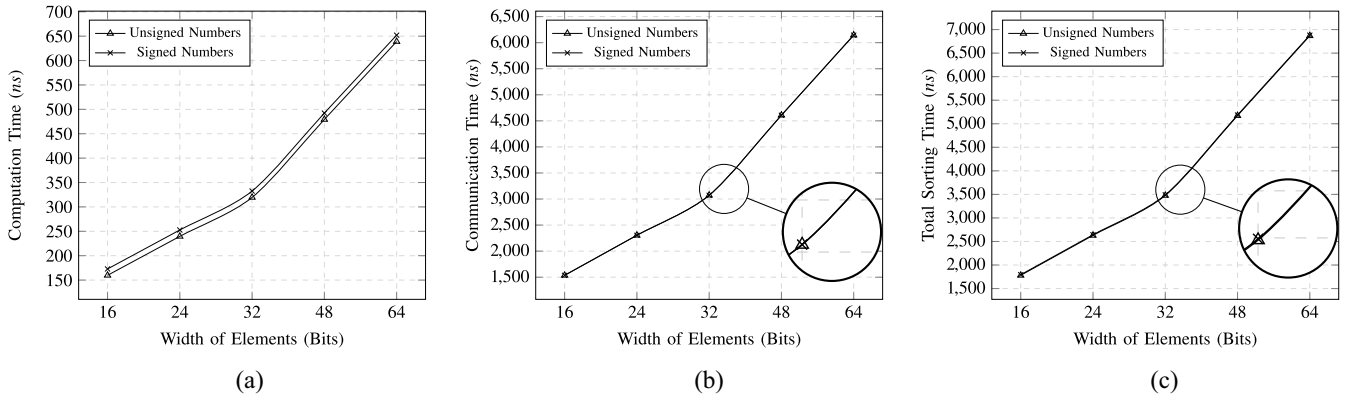 700
650
600
550
500
450
400
350
300
250
200
150
16 24 32 48 64
Computation Time (ns)
Width of Elements (Bits)
Unsigned Numbers
Signed Numbers
(a)
6,500
6,000
5,500
5,000
4,500
4,000
3,500
3,000
2,500
2,000
1,500
16 24 32 48 64
Communication Time (ns)
Width of Elements (Bits)
Unsigned Numbers
Signed Numbers
(b)
7,000
6,500
6,000
5,500
5,000
4,500
4,000
3,500
3,000
2,500
2,000
1,500
16 24 32 48 64
Total Sorting Time (ns)
Width of Elements (Bits)
Unsigned Numbers
Signed Numbers
(c)